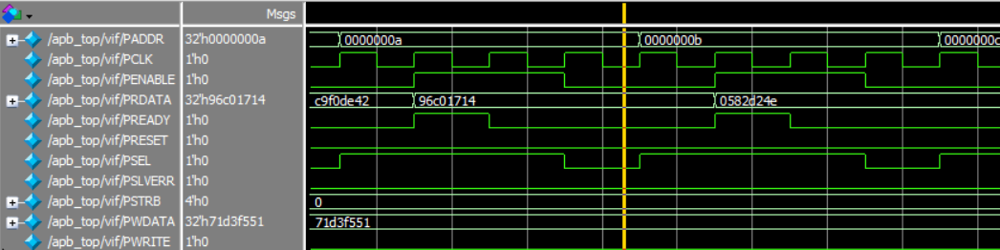 Msgs
/apb_top/vif/PADDR 32'h0000000a 0000000a 0000000b 0000000c
/apb_top/vif/PCLK 1'h0
/apb_top/vif/PENABLE 1'h0
/apb_top/vif/PRDATA 32'h96c01714 c9f0de42 96c01714 0582d24e
/apb_top/vif/PREADY 1'h0
/apb_top/vif/PRESET 1'h0
/apb_top/vif/PSEL 1'h0
/apb_top/vif/PSLVERR 1'h0
/apb_top/vif/PSTRB 4'h0 0
/apb_top/vif/PWDATA 32'h71d3f551 71d3f551
/apb_top/vif/PWRITE 1'h0